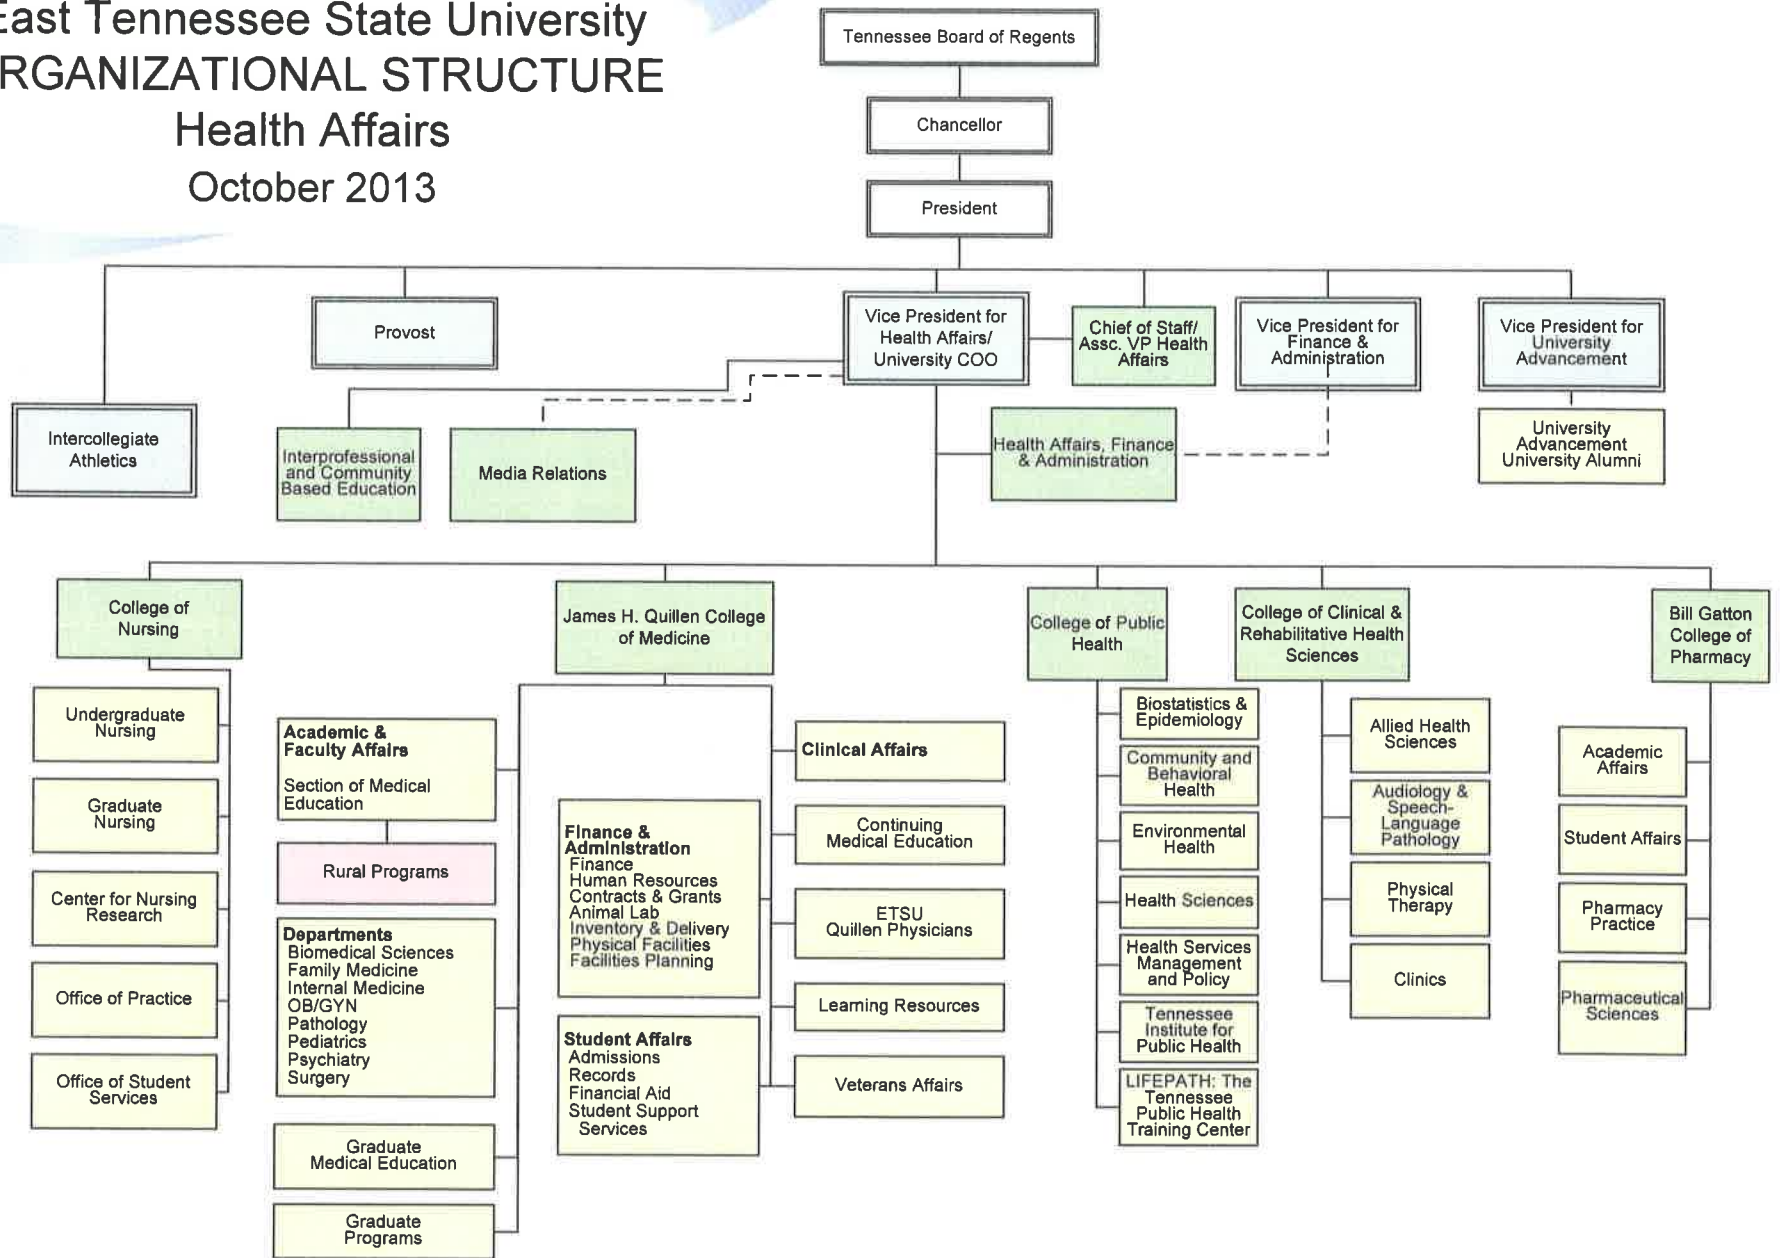 East Tennessee State University
RGANIZATIONAL STRUCTURE
Health Affairs
October 2013
Tennessee Board of Regents
Chancellor
President
Provost
Vice President for
Health Affairs/
University COO
Chief of Staff/
Assc. VP Health
Affairs
Vice President for
Finance &
Administration
Vice President for
University
Advancement
Intercollegiate
Athletics
Interprofessional
and Community
Based Education
Media Relations
Health Affairs, Finance
& Administration
University
Advancement
University Alumni
College of
Nursing
James H. Quillen College
of Medicine
College of Public
Health
College of Clinical &
Rehabilitative Health
Sciences
Bill Gatton
College of
Pharmacy
Undergraduate
Nursing
Graduate
Nursing
Center for Nursing
Research
Office of Practice
Office of Student
Services
Academic &
Faculty Affairs
Section of Medical
Education
Rural Programs
Departments
Biomedical Sciences
Family Medicine
Internal Medicine
OB/GYN
Pathology
Pediatrics
Psychiatry
Surgery
Graduate
Medical Education
Graduate
Programs
Finance &
Administration
Finance
Human Resources
Contracts & Grants
Animal Lab
Inventory & Delivery
Physical Facilities
Facilities Planning
Student Affairs
Admissions
Records
Financial Aid
Student Support
Services
Clinical Affairs
Continuing
Medical Education
ETSU
Quillen Physicians
Learning Resources
Veterans Affairs
Biostatistics &
Epidemiology
Community and
Behavioral
Health
Environmental
Health
Health Sciences
Health Services
Management
and Policy
Tennessee
Institute for
Public Health
LIFEPATH: The
Tennessee
Public Health
Training Center
Allied Health
Sciences
Audiology &
Speech-
Language
Pathology
Physical
Therapy
Clinics
Academic
Affairs
Student Affairs
Pharmacy
Practice
Pharmaceutical
Sciences